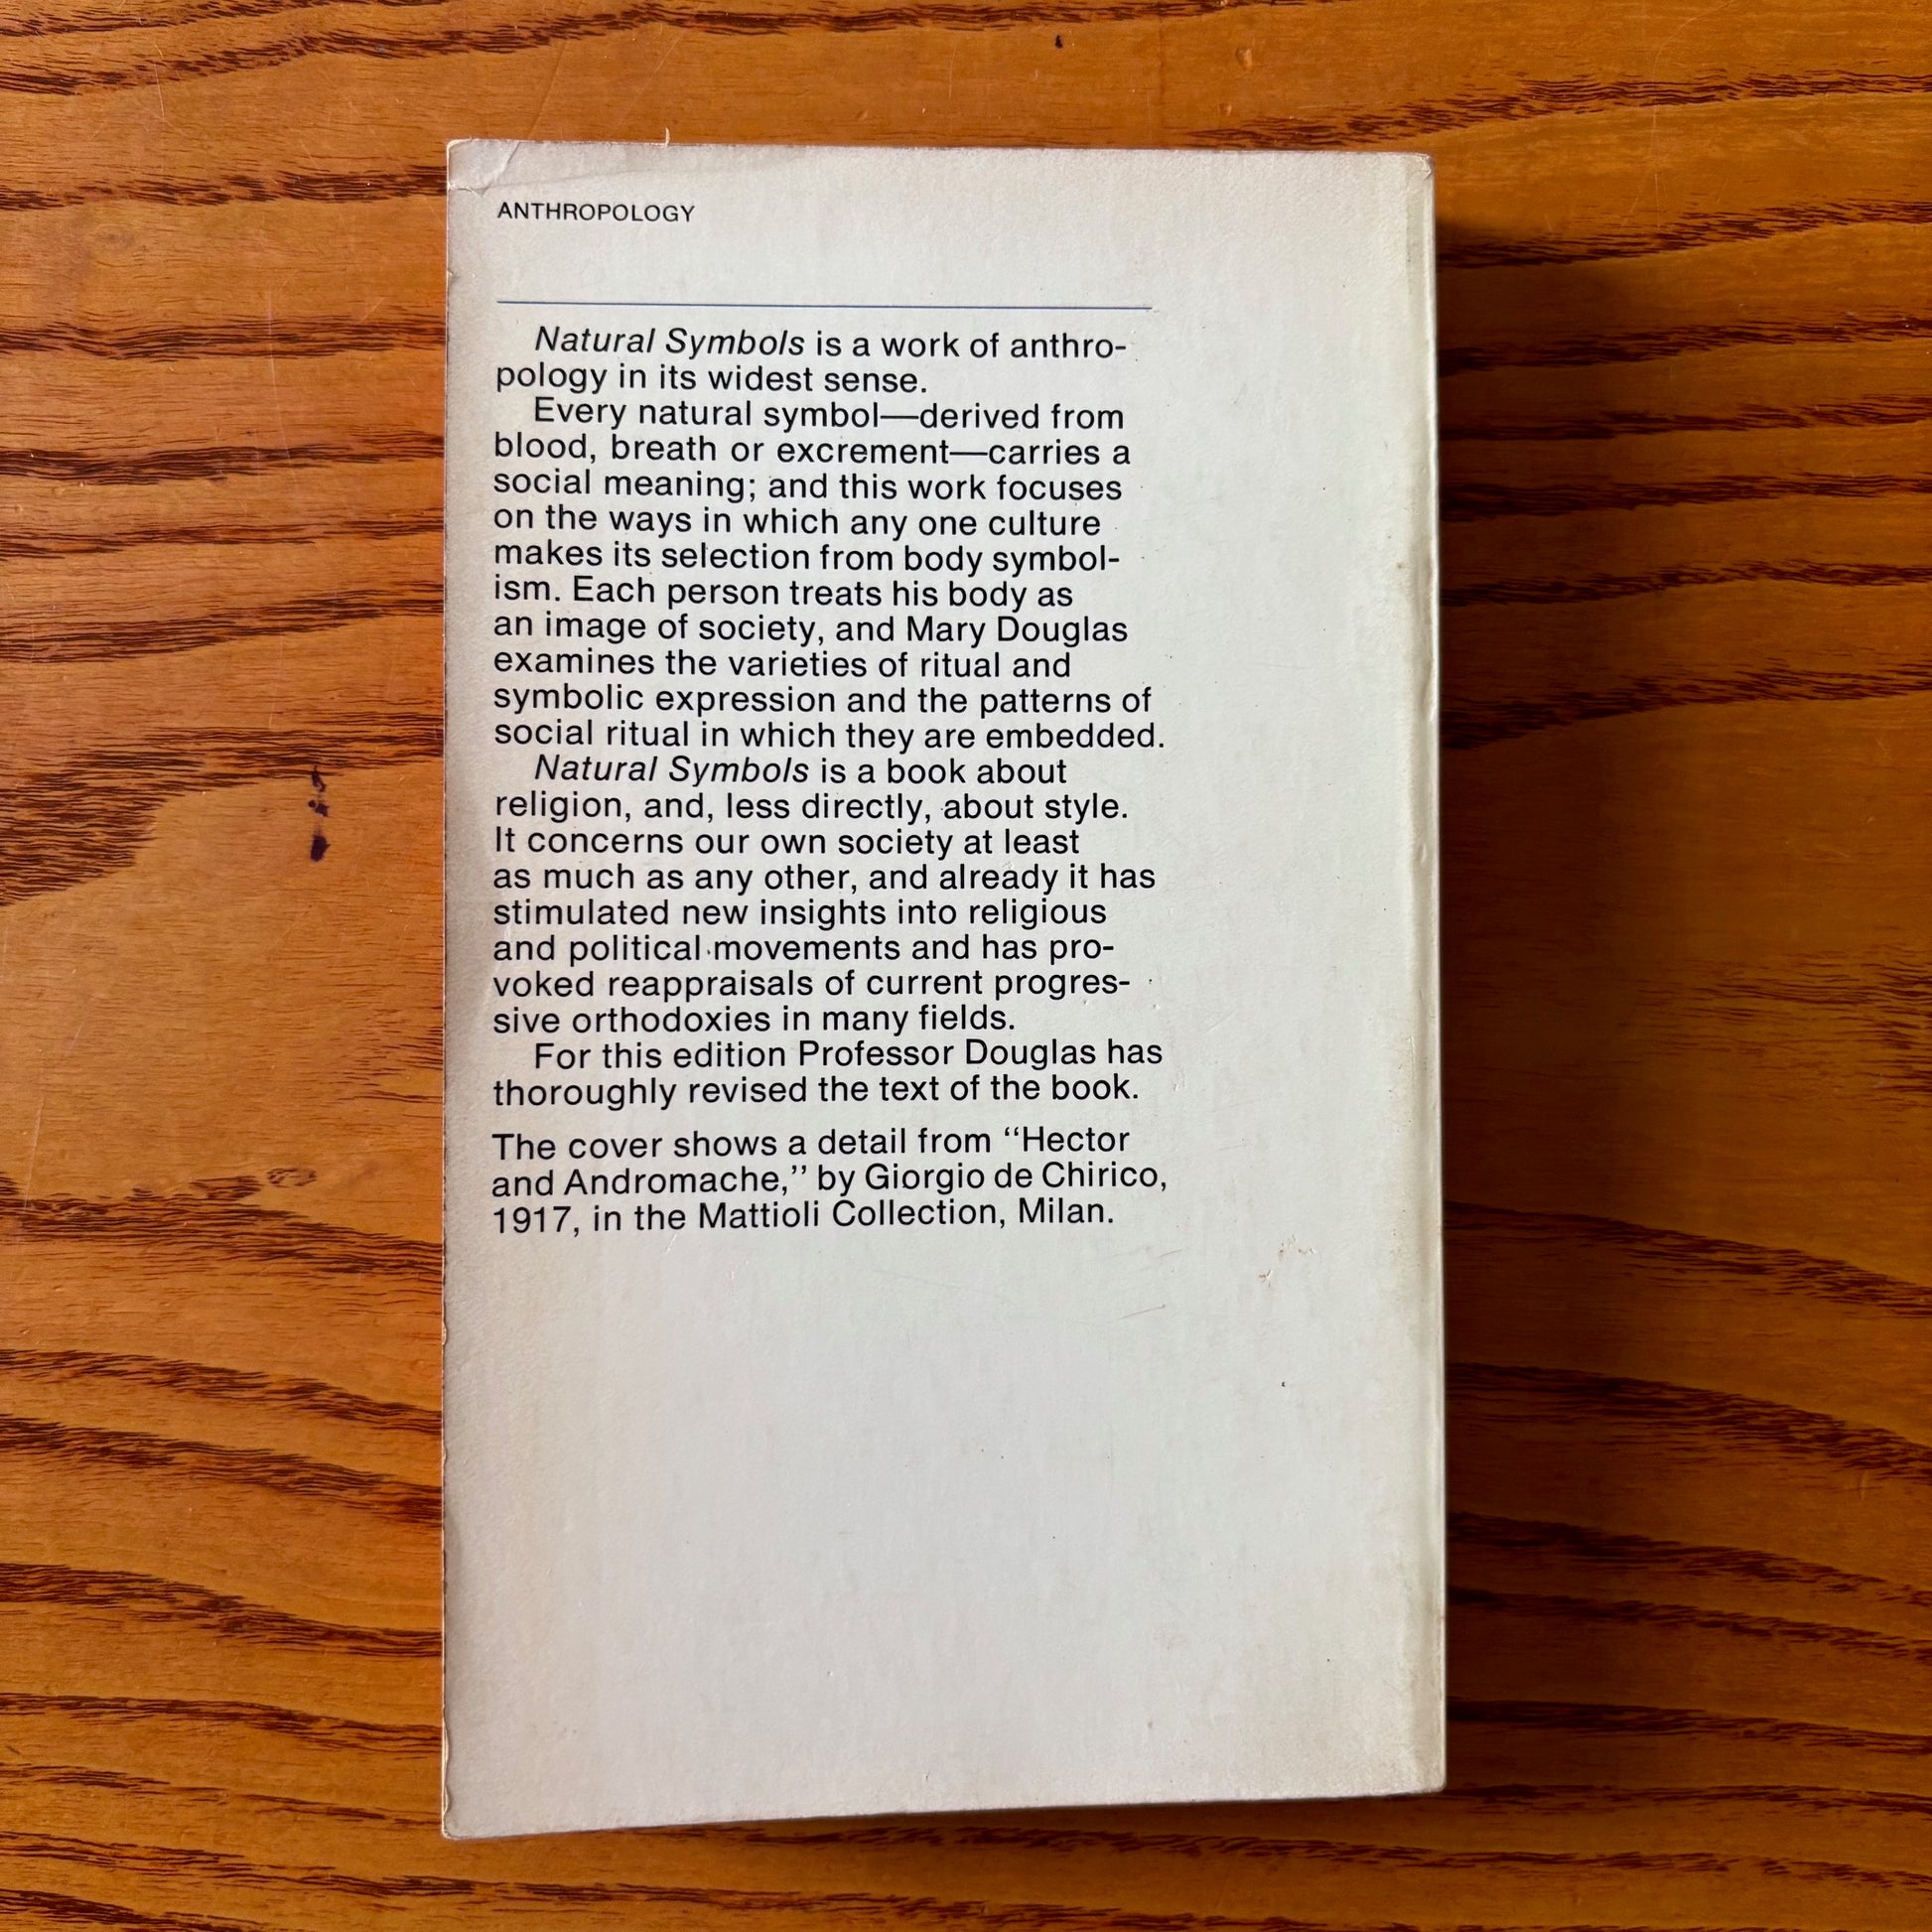 ANTHROPOLOGY
Natural Symbols is a work of anthro-
pology in its widest sense.
Every natural symbol—derived from
blood, breath or excrement—carries a
social meaning; and this work focuses
on the ways in which any one culture
makes its selection from body symbol-
ism. Each person treats his body as
an image of society, and Mary Douglas
examines the varieties of ritual and
symbolic expression and the patterns of
social ritual in which they are embedded.
Natural Symbols is a book about
religion, and, less directly, about style.
It concerns our own society at least
as much as any other, and already it has
stimulated new insights into religious
and political movements and has pro-
voked reappraisals of current progres-
sive orthodoxies in many fields.
For this edition Professor Douglas has
thoroughly revised the text of the book.
The cover shows a detail from “Hector
and Andromache,” by Giorgio de Chirico,
1917, in the Mattioli Collection, Milan.